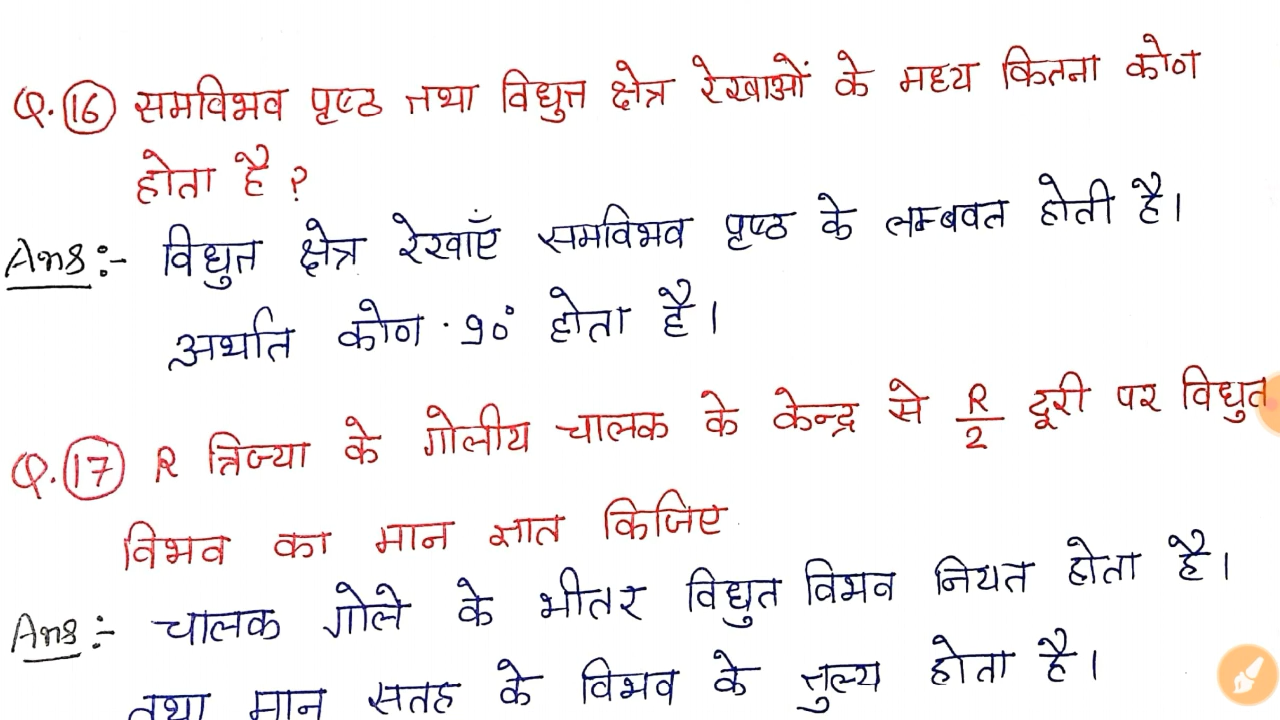 Q. 16 समविभव पृष्ठ तथा विधुत्त क्षेत्र रेखाओं के मध्य कितना कोण
होता है ?
Ans :- विधुत क्षेत्र रेखाएँ समविभव पृष्ठ के लम्बवत होती है।
अर्थात कोण · 90° होता है।
Q. 17 R त्रिज्या के गोलीय चालक के केन्द्र से R/2 दूरी पर विधुत
विभव का मान ज्ञात किजिए
Ans :- चालक गोले के भीतर विधुत विभव नियत होता है।
तथा मान सतह के विभव के तुल्य होता है।